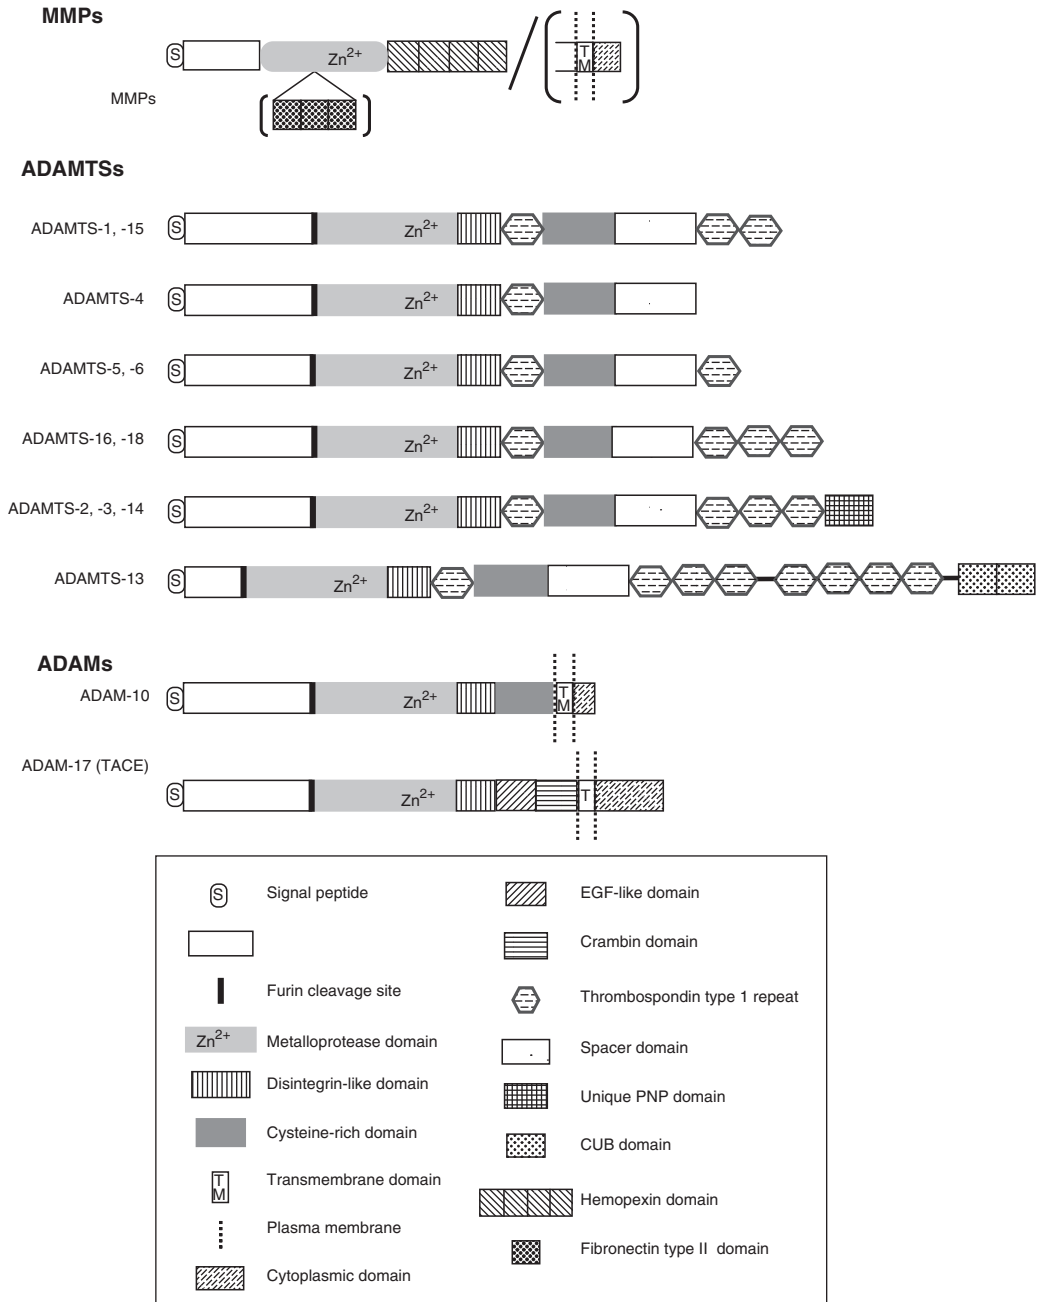 MMPs
S
Zn2+
T
M
MMPs
ADAMTSs
ADAMTS-1, -15
S
Zn2+
ADAMTS-4
S
Zn2+
ADAMTS-5, -6
S
Zn2+
ADAMTS-16, -18
S
Zn2+
ADAMTS-2, -3, -14
S
Zn2+
ADAMTS-13
S
Zn2+
ADAMs
ADAM-10
S
Zn2+
T
M
ADAM-17 (TACE)
S
Zn2+
T
S
Signal peptide
Furin cleavage site
Zn2+
Metalloprotease domain
Disintegrin-like domain
Cysteine-rich domain
T
M
Transmembrane domain
Plasma membrane
Cytoplasmic domain
EGF-like domain
Crambin domain
Thrombospondin type 1 repeat
Spacer domain
Unique PNP domain
CUB domain
Hemopexin domain
Fibronectin type II domain